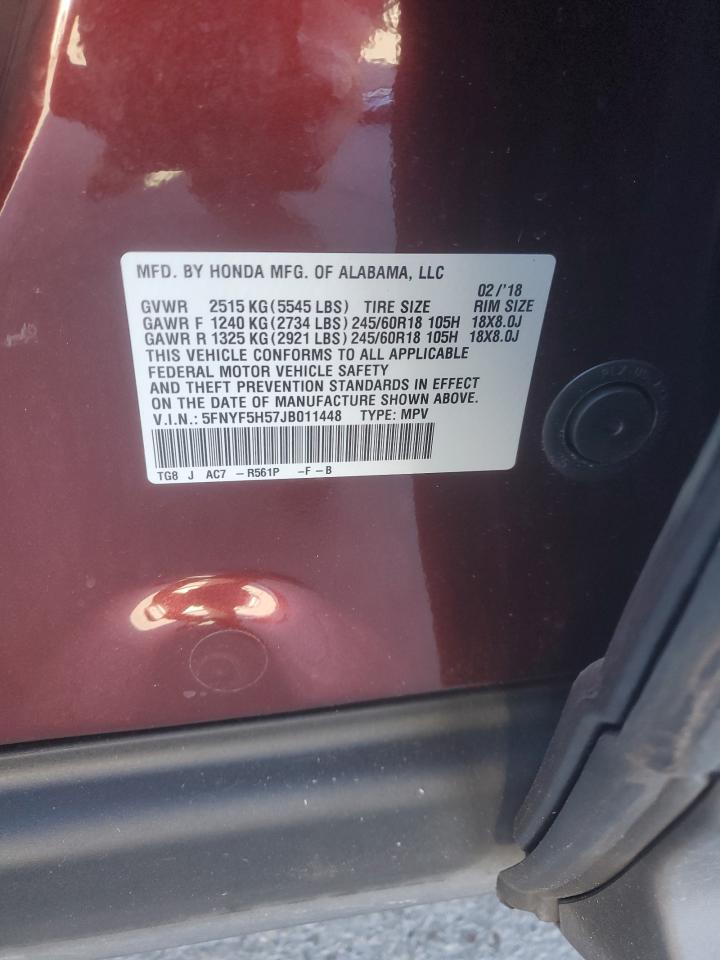 MFD. BY HONDA MFG. OF ALABAMA, LLC
02/'18
GVWR 2515 KG (5545 LBS) TIRE SIZE RIM SIZE
GAWR F 1240 KG (2734 LBS) 245/60R18 105H 18X8.0J
GAWR R 1325 KG (2921 LBS) 245/60R18 105H 18X8.0J
THIS VEHICLE CONFORMS TO ALL APPLICABLE
FEDERAL MOTOR VEHICLE SAFETY
AND THEFT PREVENTION STANDARDS IN EFFECT
ON THE DATE OF MANUFACTURE SHOWN ABOVE.
V.I.N.: 5FNYF5H57JB011448 TYPE: MPV
TG8 J AC7 -R561P -F-B